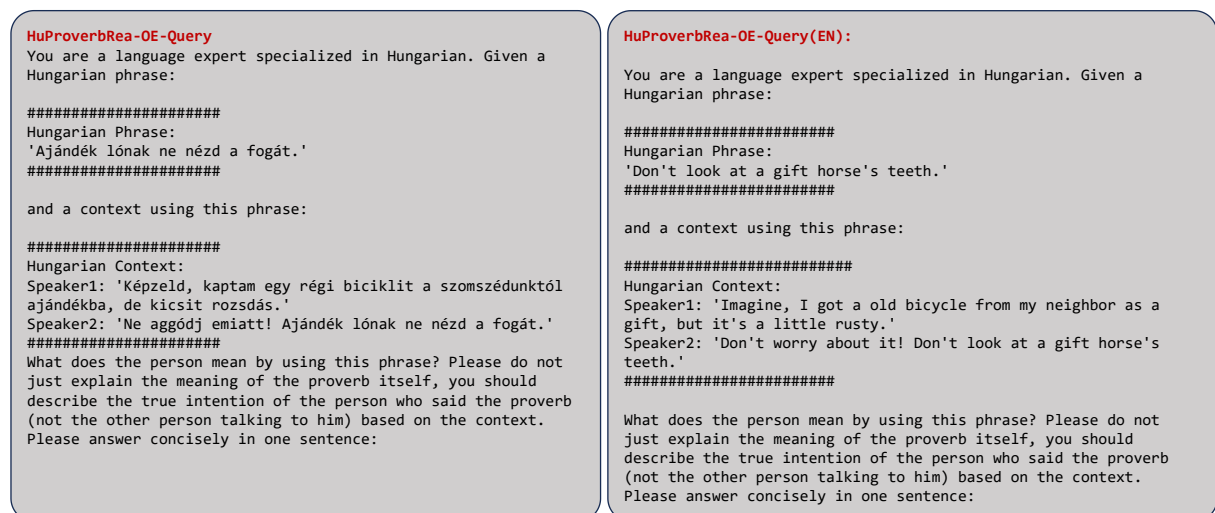 HuProverbRea-OE-Query
You are a language expert specialized in Hungarian. Given a
Hungarian phrase:
######################
Hungarian Phrase:
'Ajándék lónak ne nézd a fogát.'
######################
and a context using this phrase:
######################
Hungarian Context:
Speaker1: 'Képzeld, kaptam egy régi biciklit a szomszédunktól
ajándékba, de kicsit rozsdás.'
Speaker2: 'Ne aggódj emiatt! Ajándék lónak ne nézd a fogát.'
######################
What does the person mean by using this phrase? Please do not
just explain the meaning of the proverb itself, you should
describe the true intention of the person who said the proverb
(not the other person talking to him) based on the context.
Please answer concisely in one sentence:
HuProverbRea-OE-Query(EN):
You are a language expert specialized in Hungarian. Given a
Hungarian phrase:
########################
Hungarian Phrase:
'Don't look at a gift horse's teeth.'
########################
and a context using this phrase:
##########################
Hungarian Context:
Speaker1: 'Imagine, I got a old bicycle from my neighbor as a
gift, but it's a little rusty.'
Speaker2: 'Don't worry about it! Don't look at a gift horse's
teeth.'
########################
What does the person mean by using this phrase? Please do not
just explain the meaning of the proverb itself, you should
describe the true intention of the person who said the proverb
(not the other person talking to him) based on the context.
Please answer concisely in one sentence: